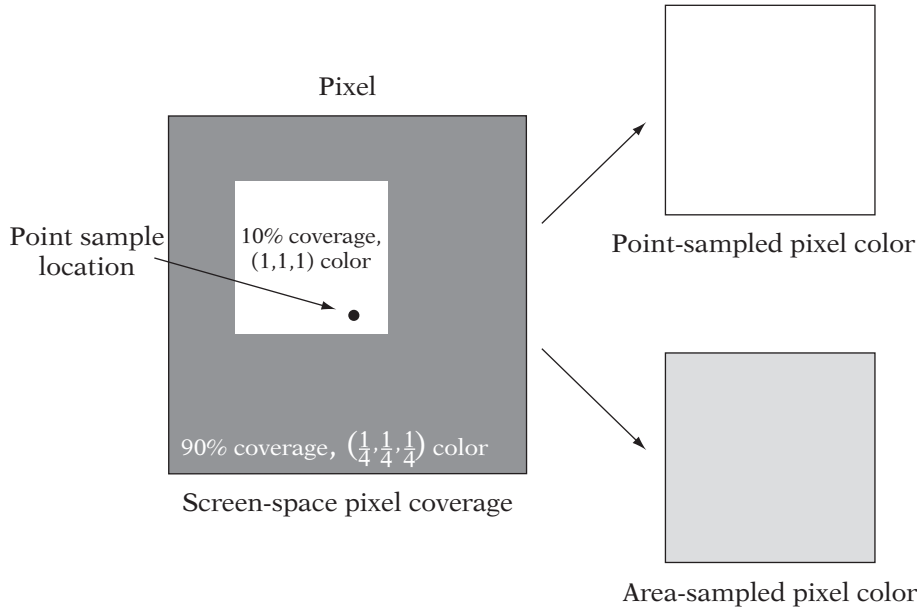 Pixel
Point sample
location
10% coverage,
(1,1,1) color
90% coverage, (1/4, 1/4, 1/4) color
Screen-space pixel coverage
Point-sampled pixel color
Area-sampled pixel color